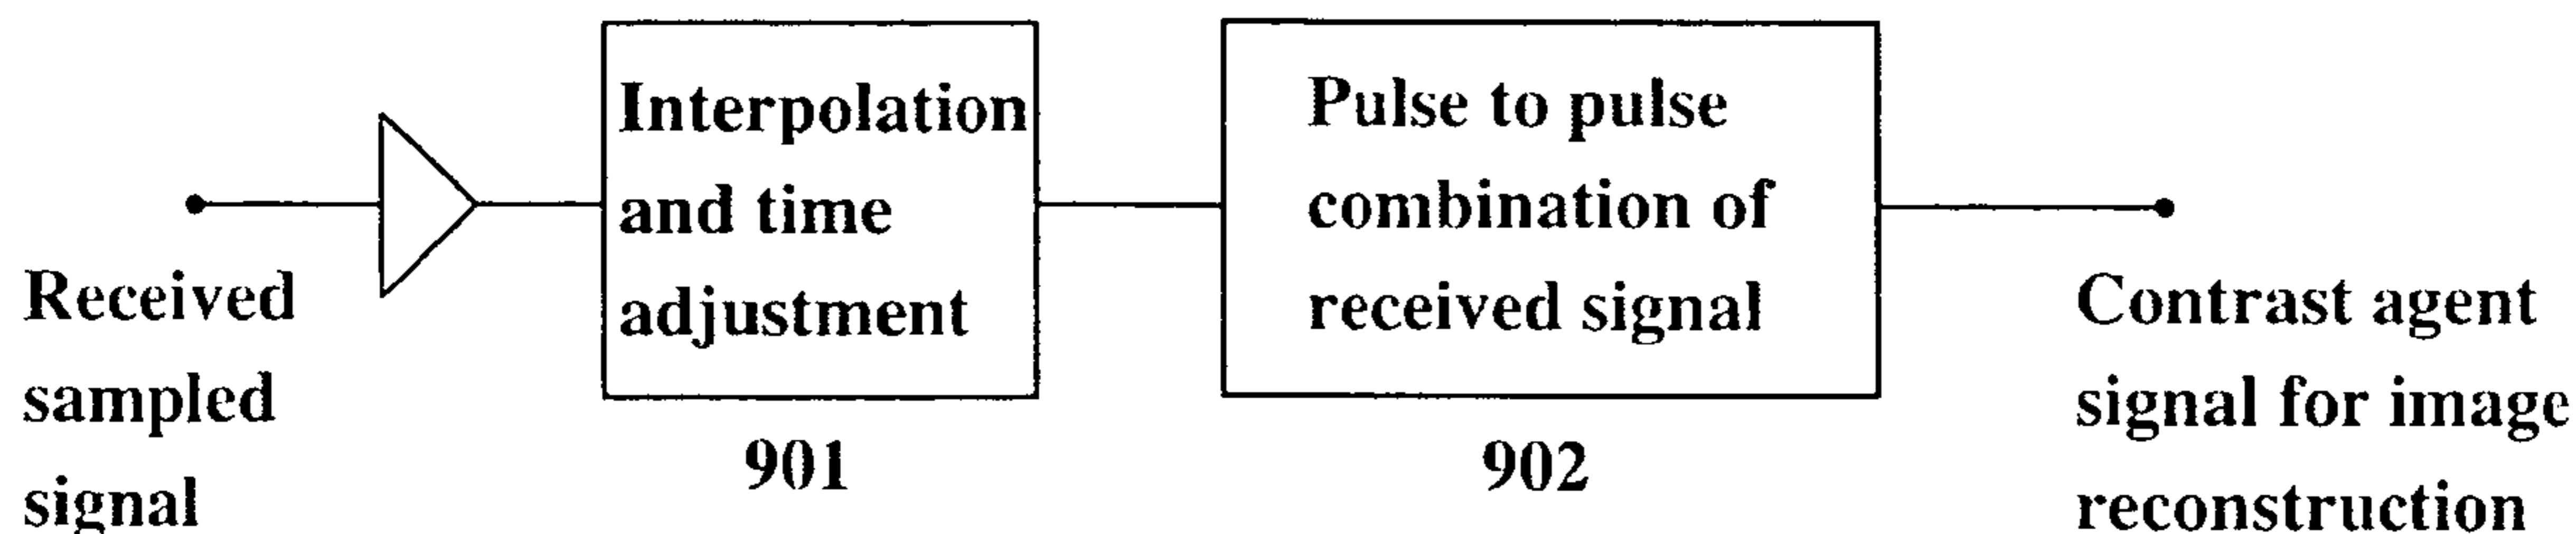 Received
sampled
signal
Interpolation
and time
adjustment
901
Pulse to pulse
combination of
received signal
902
Contrast agent
signal for image
reconstruction